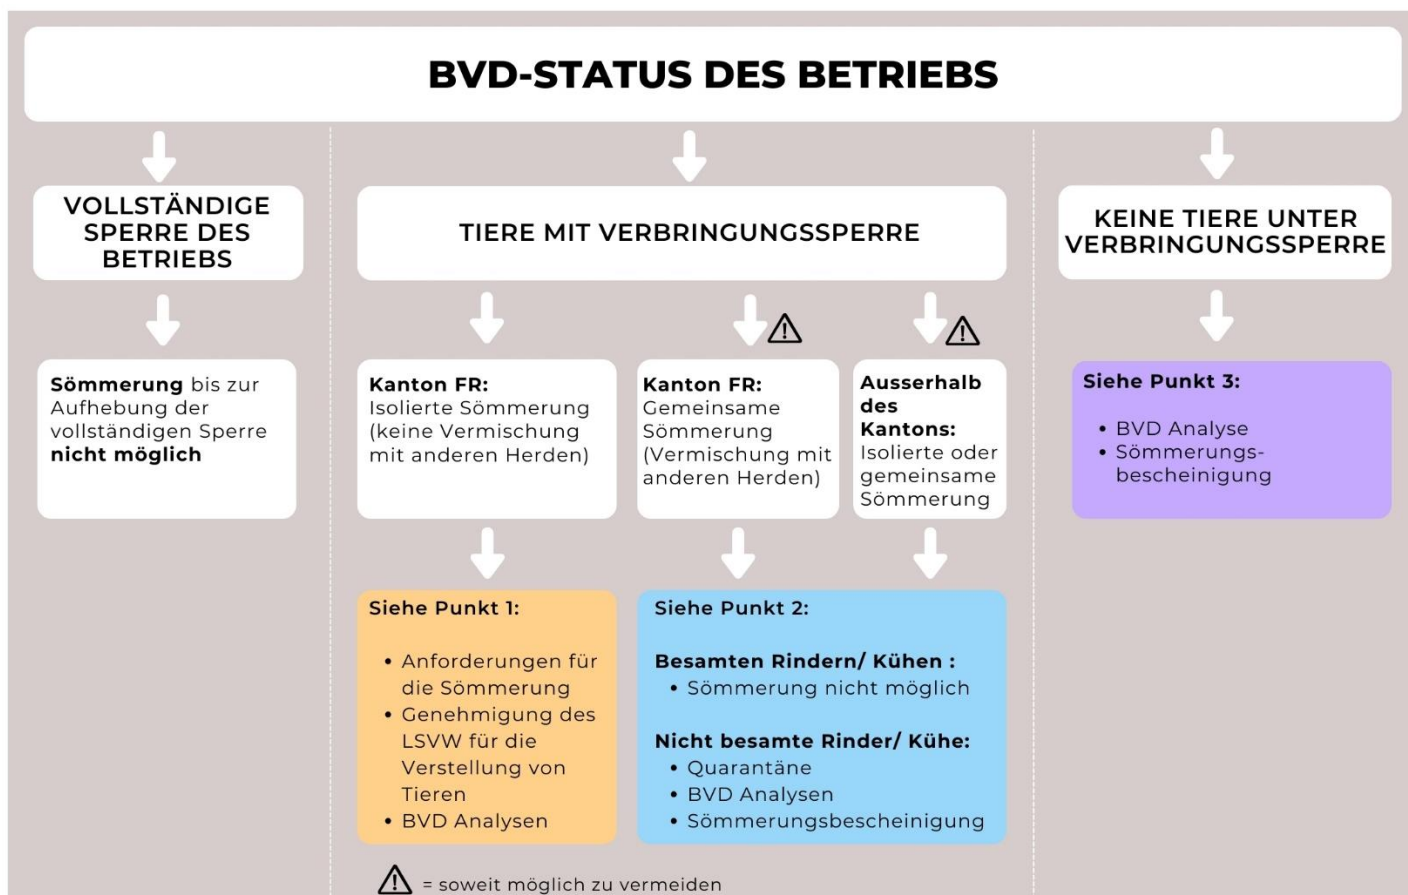 BVD-STATUS DES BETRIEBS
VOLLSTÄNDIGE
SPERRE DES
BETRIEBS
Sömmerung bis zur
Aufhebung der
vollständigen Sperre
nicht möglich
TIERE MIT VERBRINGUNGSSPERRE
Kanton FR:
Isolierte Sömmerung
(keine Vermischung
mit anderen Herden)
Kanton FR:
Gemeinsame
Sömmerung
(Vermischung mit
anderen Herden)
Ausserhalb
des
Kantons:
Isolierte oder
gemeinsame
Sömmerung
Siehe Punkt 1:
• Anforderungen für
die Sömmerung
• Genehmigung des
LSVW für die
Verstellung von
Tieren
• BVD Analysen
Siehe Punkt 2:
Besamten Rindern/ Kühen :
• Sömmerung nicht möglich
Nicht besamte Rinder/ Kühe:
• Quarantäne
• BVD Analysen
• Sömmerungsbescheinigung
= soweit möglich zu vermeiden
KEINE TIERE UNTER
VERBRINGUNGSSPERRE
Siehe Punkt 3:
• BVD Analyse
• Sömmerungs-
bescheinigung